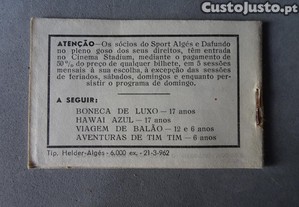 Custojusto.pt
ATENÇÃO—Os sócios do Sport Algés e Dafundo
no pleno goso dos seus direitos, têm entrada
no Cinema Stadium, mediante o pagamento de
50% do preço de qualquer bilhete, em 5 sessões
mensais à sua escolha, à excepção das sessões
de feriados, sábados, domingos e enquanto per-
sistir o programa de domingo.
A SEGUIR:
BONECA DE LUXO — 17 anos
HAWAI AZUL — 17 anos
VIAGEM DE BALÃO — 12 e 6 anos
AVENTURAS DE TIM TIM — 6 anos
Tip. Helder-Algés - 6,000 ex. - 21-3-962